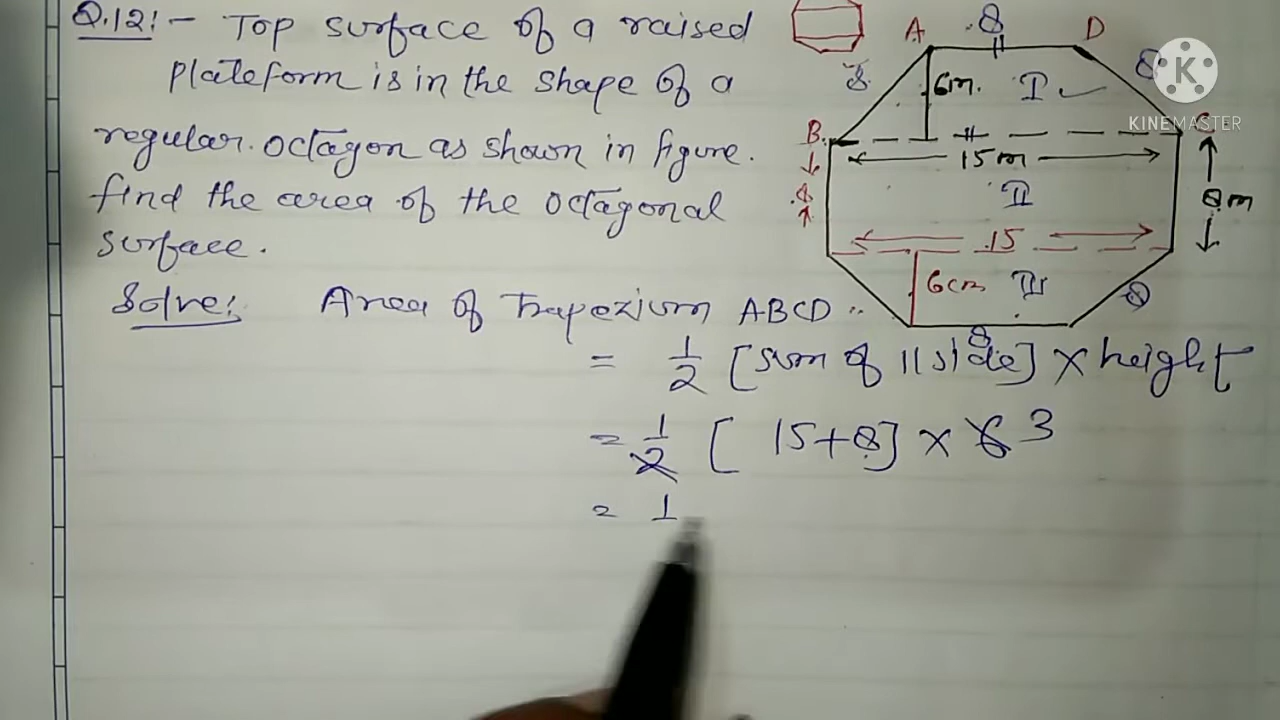 Q.12:- Top surface of a raised
plateform is in the shape of a
regular octagon as shown in figure.
find the area of the octagonal
surface.
A 8 D
8 8
6m. I
KINEMASTER
B C
15m
II
8 8m
15
6cm III
8
8
Solve: Area of Trapezium ABCD
= 1/2 [sum of || side] x height
= 1/2 [ 15+8] x 6 3
= 1